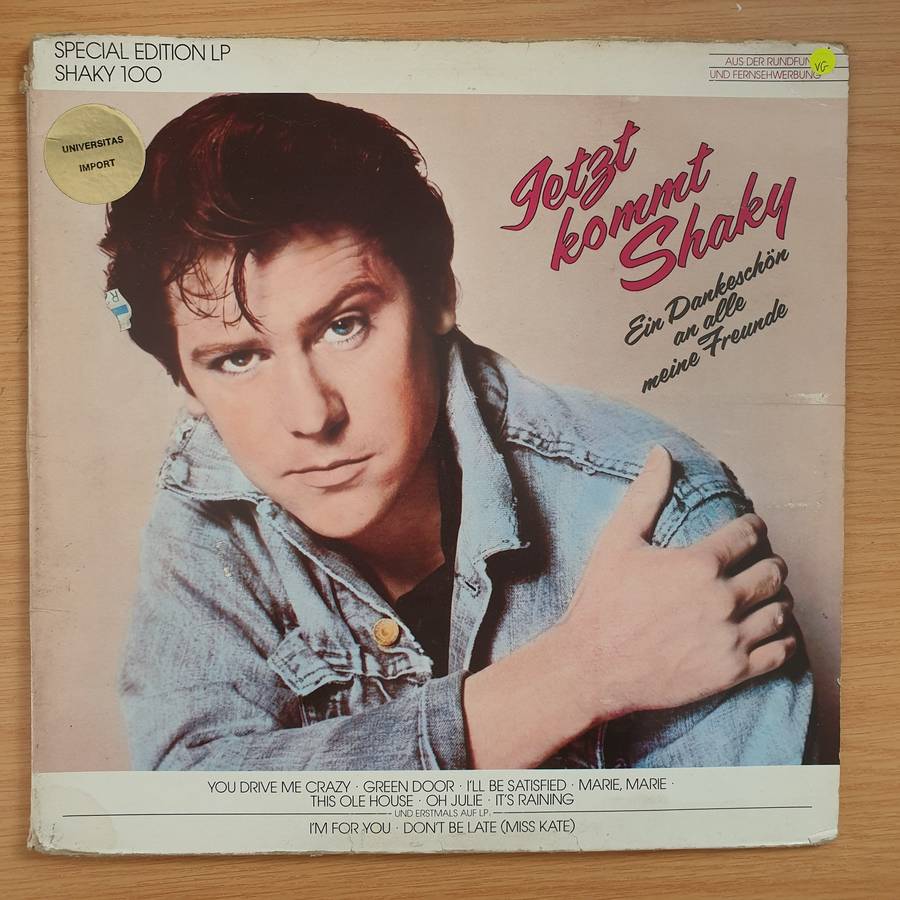 SPECIAL EDITION LP
SHAKY 100
AUS DER
UND FERNSEHWERBUNG
VG-
UNIVERSITAS
IMPORT
Jetzt
kommt
Shaky
Ein Dankeschön
an alle
meine Freunde
YOU DRIVE ME CRAZY · GREEN DOOR · I'LL BE SATISFIED · MARIE, MARIE ·
THIS OLE HOUSE · OH JULIE · IT'S RAINING
UND ERSTMALS AUF LP
I'M FOR YOU · DON'T BE LATE (MISS KATE)